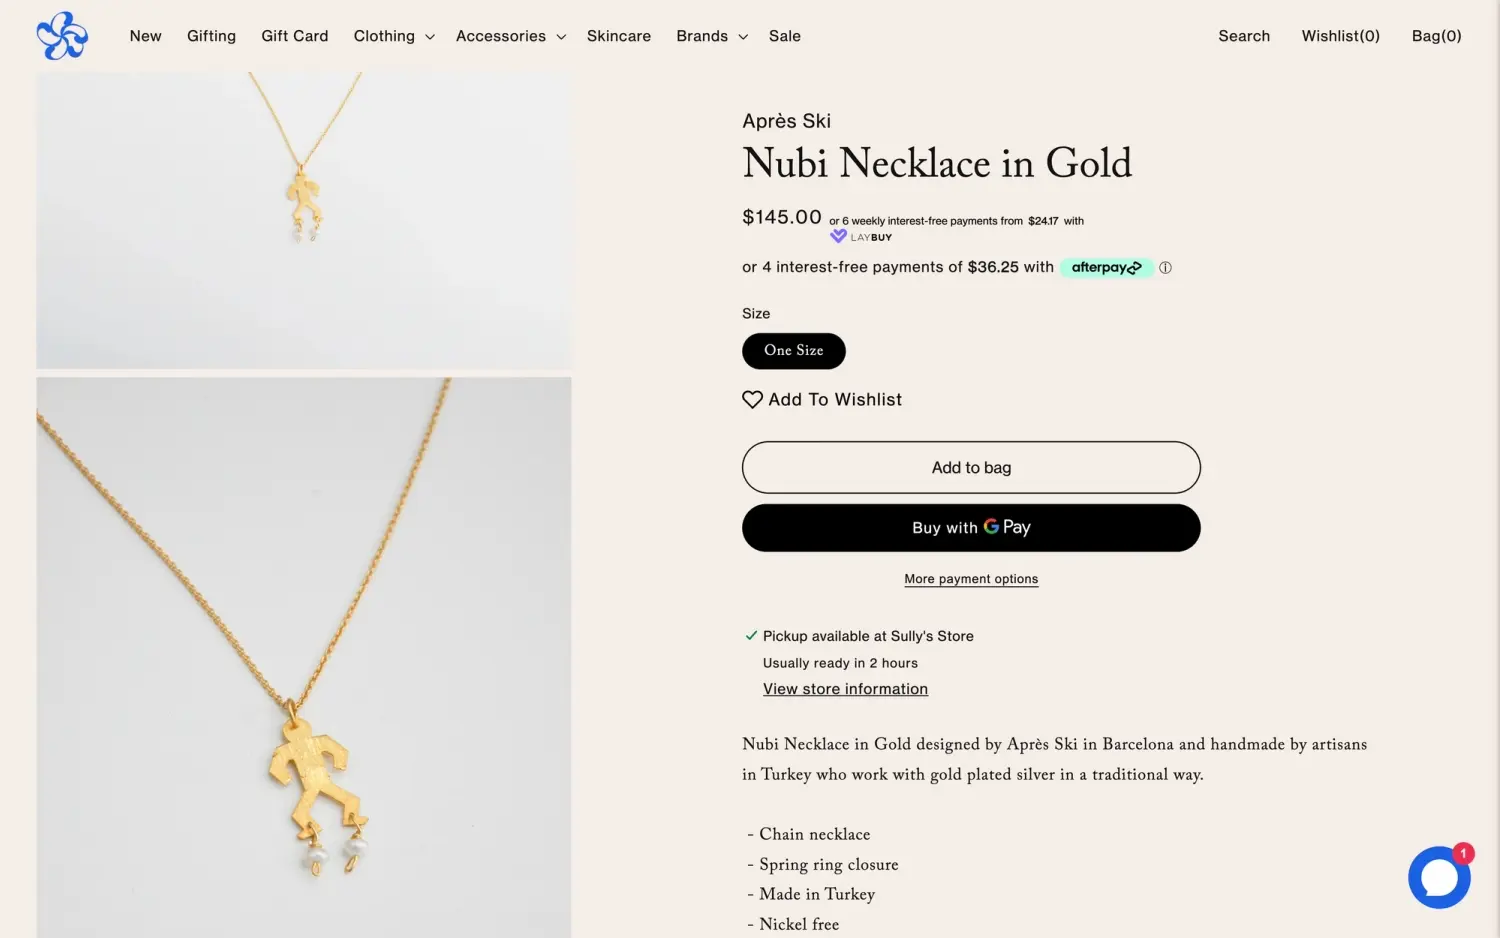 New Gifting Gift Card Clothing Accessories Skincare Brands Sale Search Wishlist(0) Bag(0)
Après Ski
Nubi Necklace in Gold
$145.00 or 6 weekly interest-free payments from $24.17 with
LAYBUY
or 4 interest-free payments of $36.25 with afterpay ⓘ
Size
One Size
Add To Wishlist
Add to bag
Buy with G Pay
More payment options
Pickup available at Sully's Store
Usually ready in 2 hours
View store information
Nubi Necklace in Gold designed by Après Ski in Barcelona and handmade by artisans
in Turkey who work with gold plated silver in a traditional way.
- Chain necklace
- Spring ring closure
- Made in Turkey
- Nickel free
1